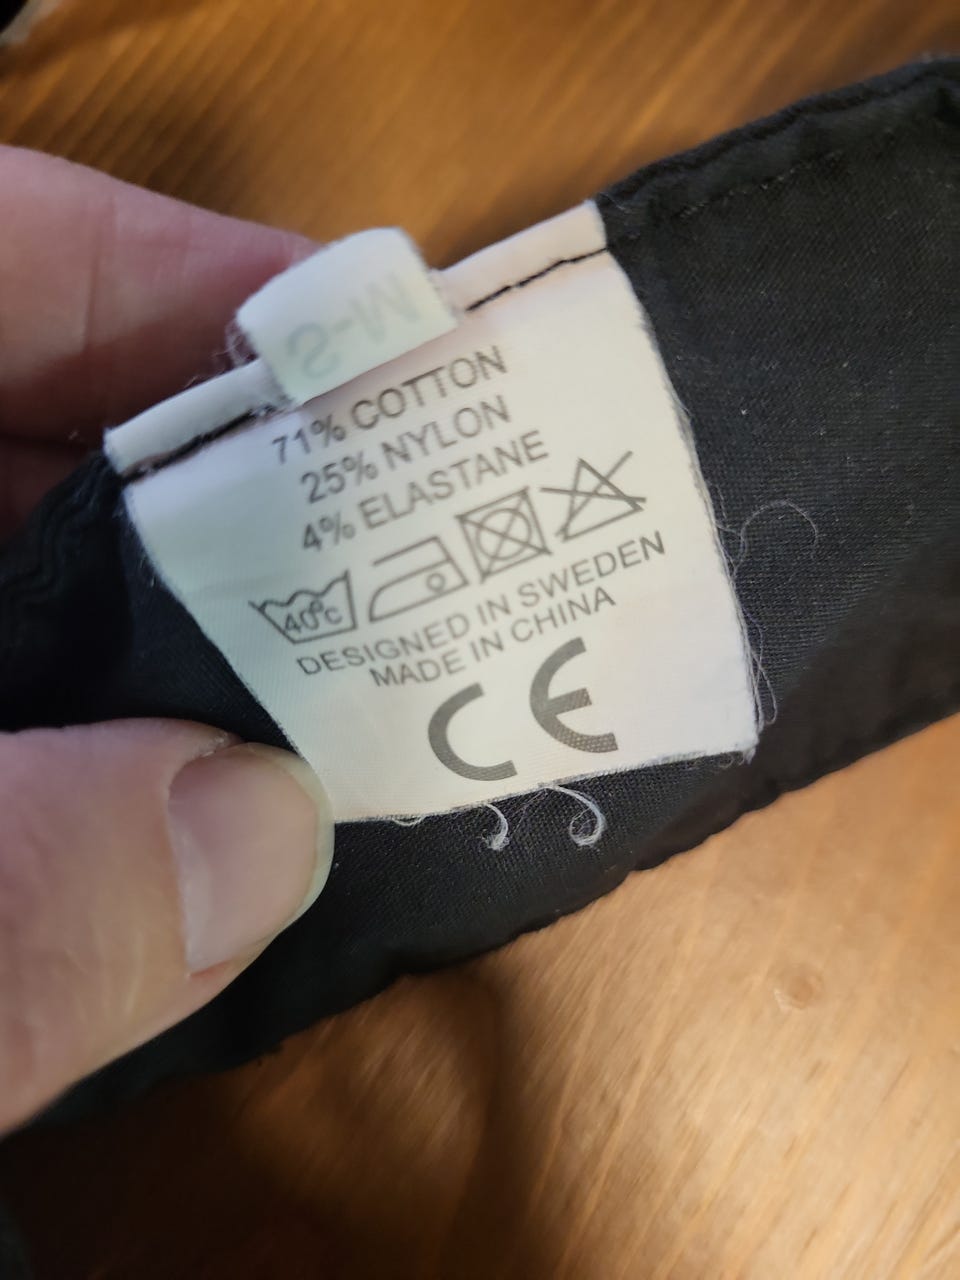 S-M
71% COTTON
25% NYLON
4% ELASTANE
40°C
DESIGNED IN SWEDEN
MADE IN CHINA
CE